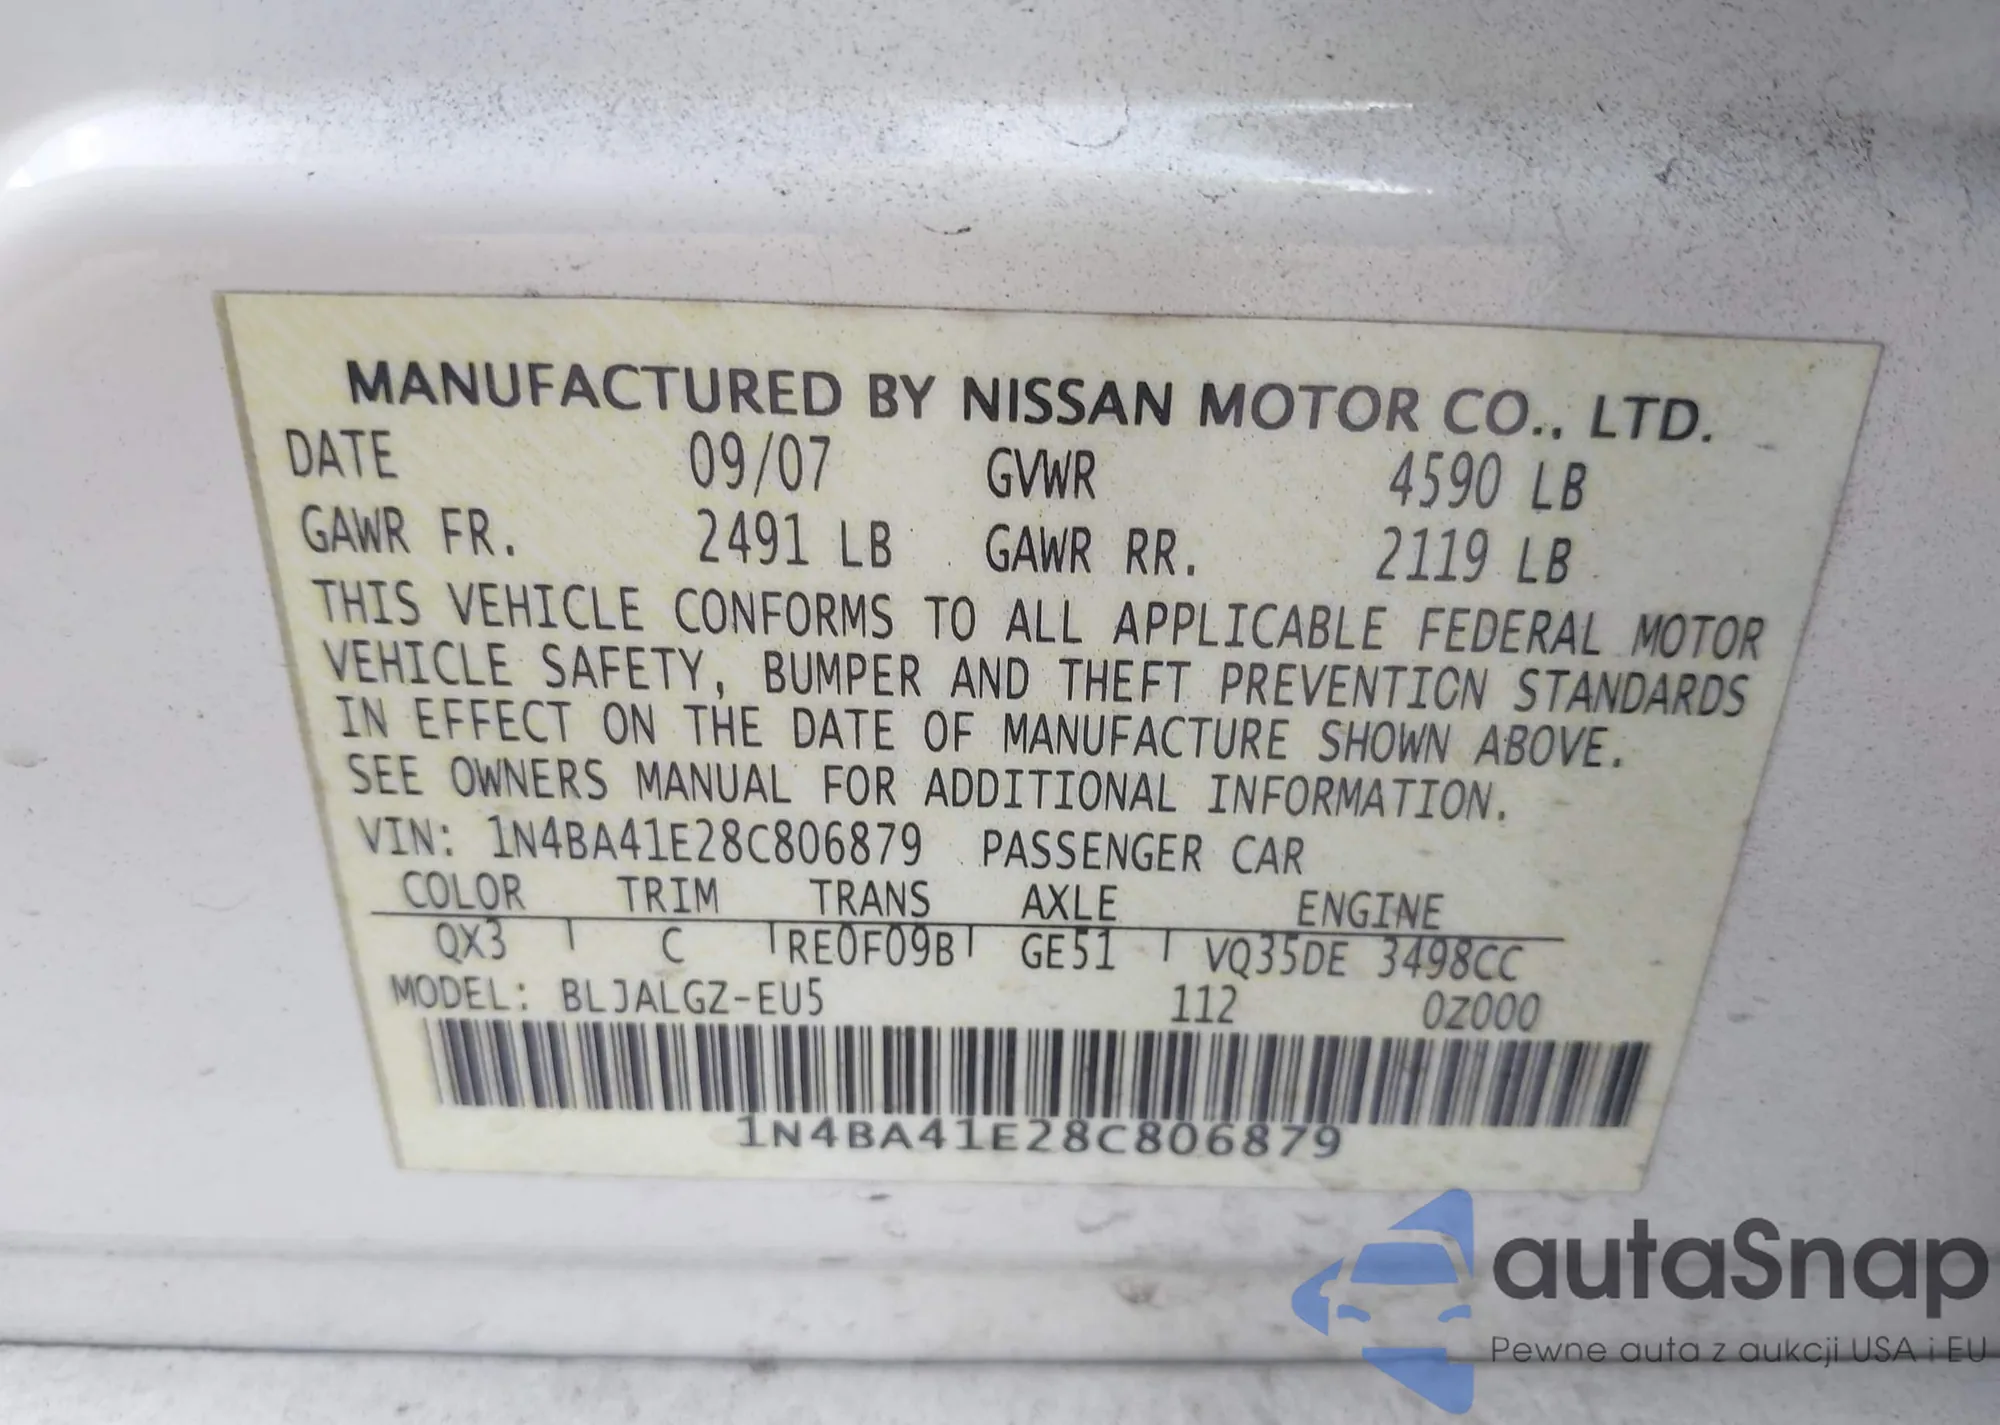 MANUFACTURED BY NISSAN MOTOR CO., LTD.
DATE 09/07 GVWR 4590 LB
GAWR FR. 2491 LB GAWR RR. 2119 LB
THIS VEHICLE CONFORMS TO ALL APPLICABLE FEDERAL MOTOR
VEHICLE SAFETY, BUMPER AND THEFT PREVENTION STANDARDS
IN EFFECT ON THE DATE OF MANUFACTURE SHOWN ABOVE.
SEE OWNERS MANUAL FOR ADDITIONAL INFORMATION.
VIN: 1N4BA41E28C806879 PASSENGER CAR
COLOR TRIM TRANS AXLE ENGINE
QX3 C RE0F09B GE51 VQ35DE 3498CC
MODEL: BLJALGZ-EU5 112 0Z000
1N4BA41E28C806879
autaSnap
Pewne auta z aukcji USA i EU